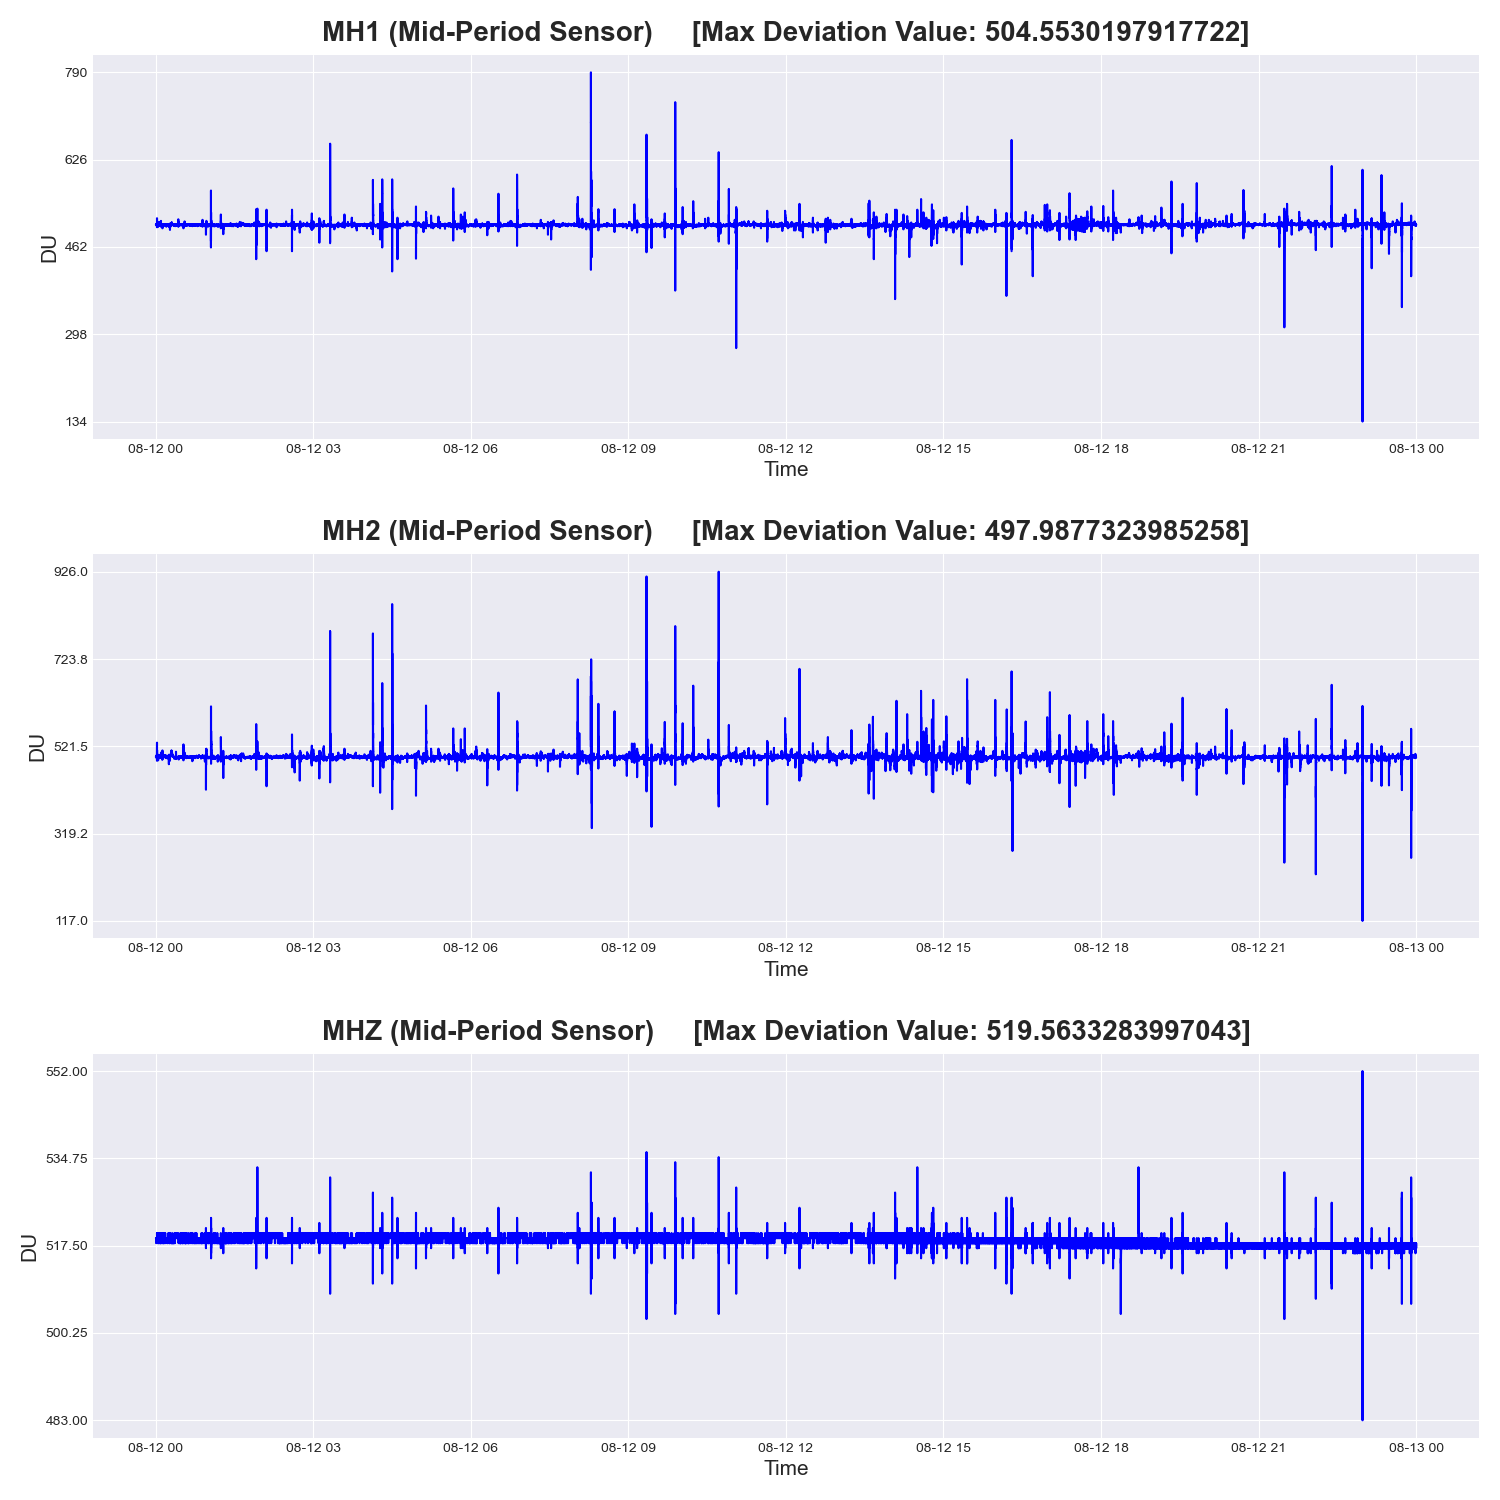 MH1 (Mid-Period Sensor) [Max Deviation Value: 504.5530197917722]
790
626
462
298
134
DU
08-12 00 08-12 03 08-12 06 08-12 09 08-12 12 08-12 15 08-12 18 08-12 21 08-13 00
Time
MH2 (Mid-Period Sensor) [Max Deviation Value: 497.9877323985258]
926.0
723.8
521.5
319.2
117.0
DU
08-12 00 08-12 03 08-12 06 08-12 09 08-12 12 08-12 15 08-12 18 08-12 21 08-13 00
Time
MHZ (Mid-Period Sensor) [Max Deviation Value: 519.5633283997043]
552.00
534.75
517.50
500.25
483.00
DU
08-12 00 08-12 03 08-12 06 08-12 09 08-12 12 08-12 15 08-12 18 08-12 21 08-13 00
Time